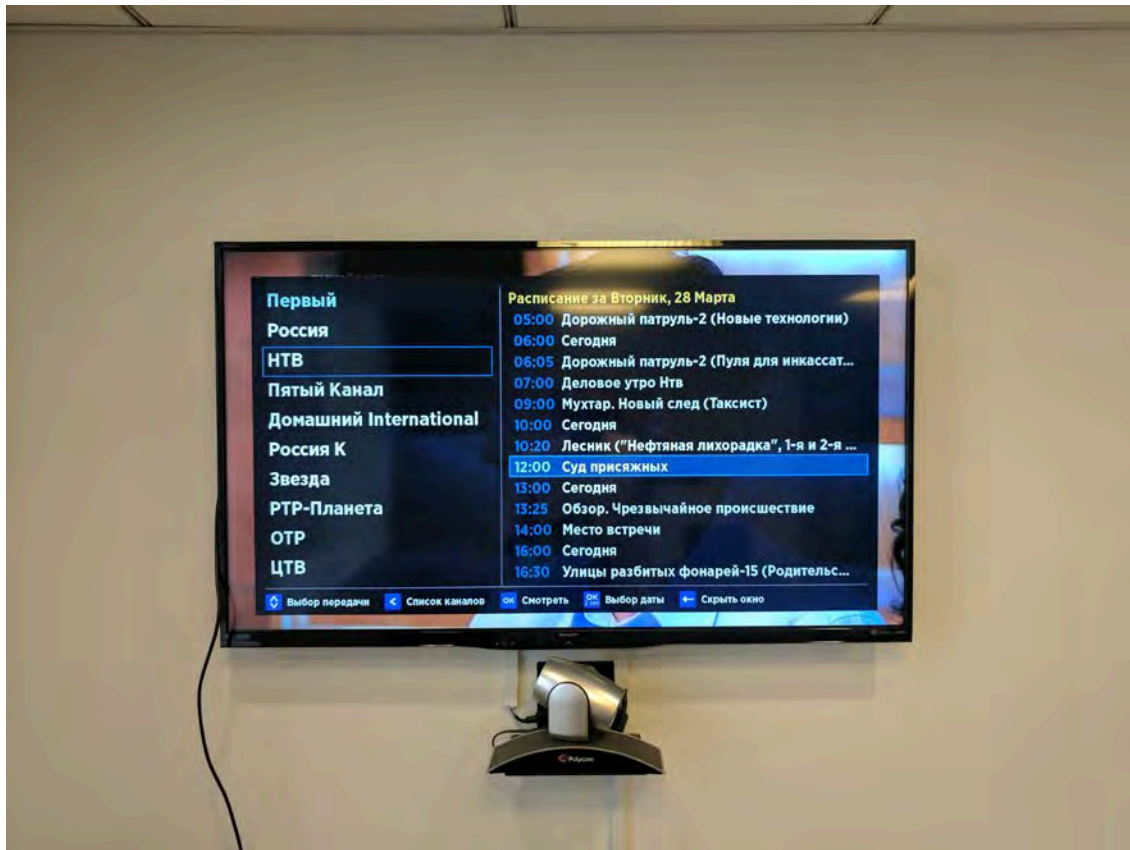 Первый
Россия
НТВ
Пятый Канал
Домашний International
Россия К
Звезда
РТР-Планета
ОТР
ЦТВ
Расписание за Вторник, 28 Марта
05:00 Дорожный патруль-2 (Новые технологии)
06:00 Сегодня
06:05 Дорожный патруль-2 (Пуля для инкассат...
07:00 Деловое утро Нтв
09:00 Мухтар. Новый след (Таксист)
10:00 Сегодня
10:20 Лесник ("Нефтяная лихорадка", 1-я и 2-я ...
12:00 Суд присяжных
13:00 Сегодня
13:25 Обзор. Чрезвычайное происшествие
14:00 Место встречи
16:00 Сегодня
16:30 Улицы разбитых фонарей-15 (Родительс...
Выбор передачи < Список каналов OK Смотреть OK Выбор даты ← Скрыть окно
Polycom